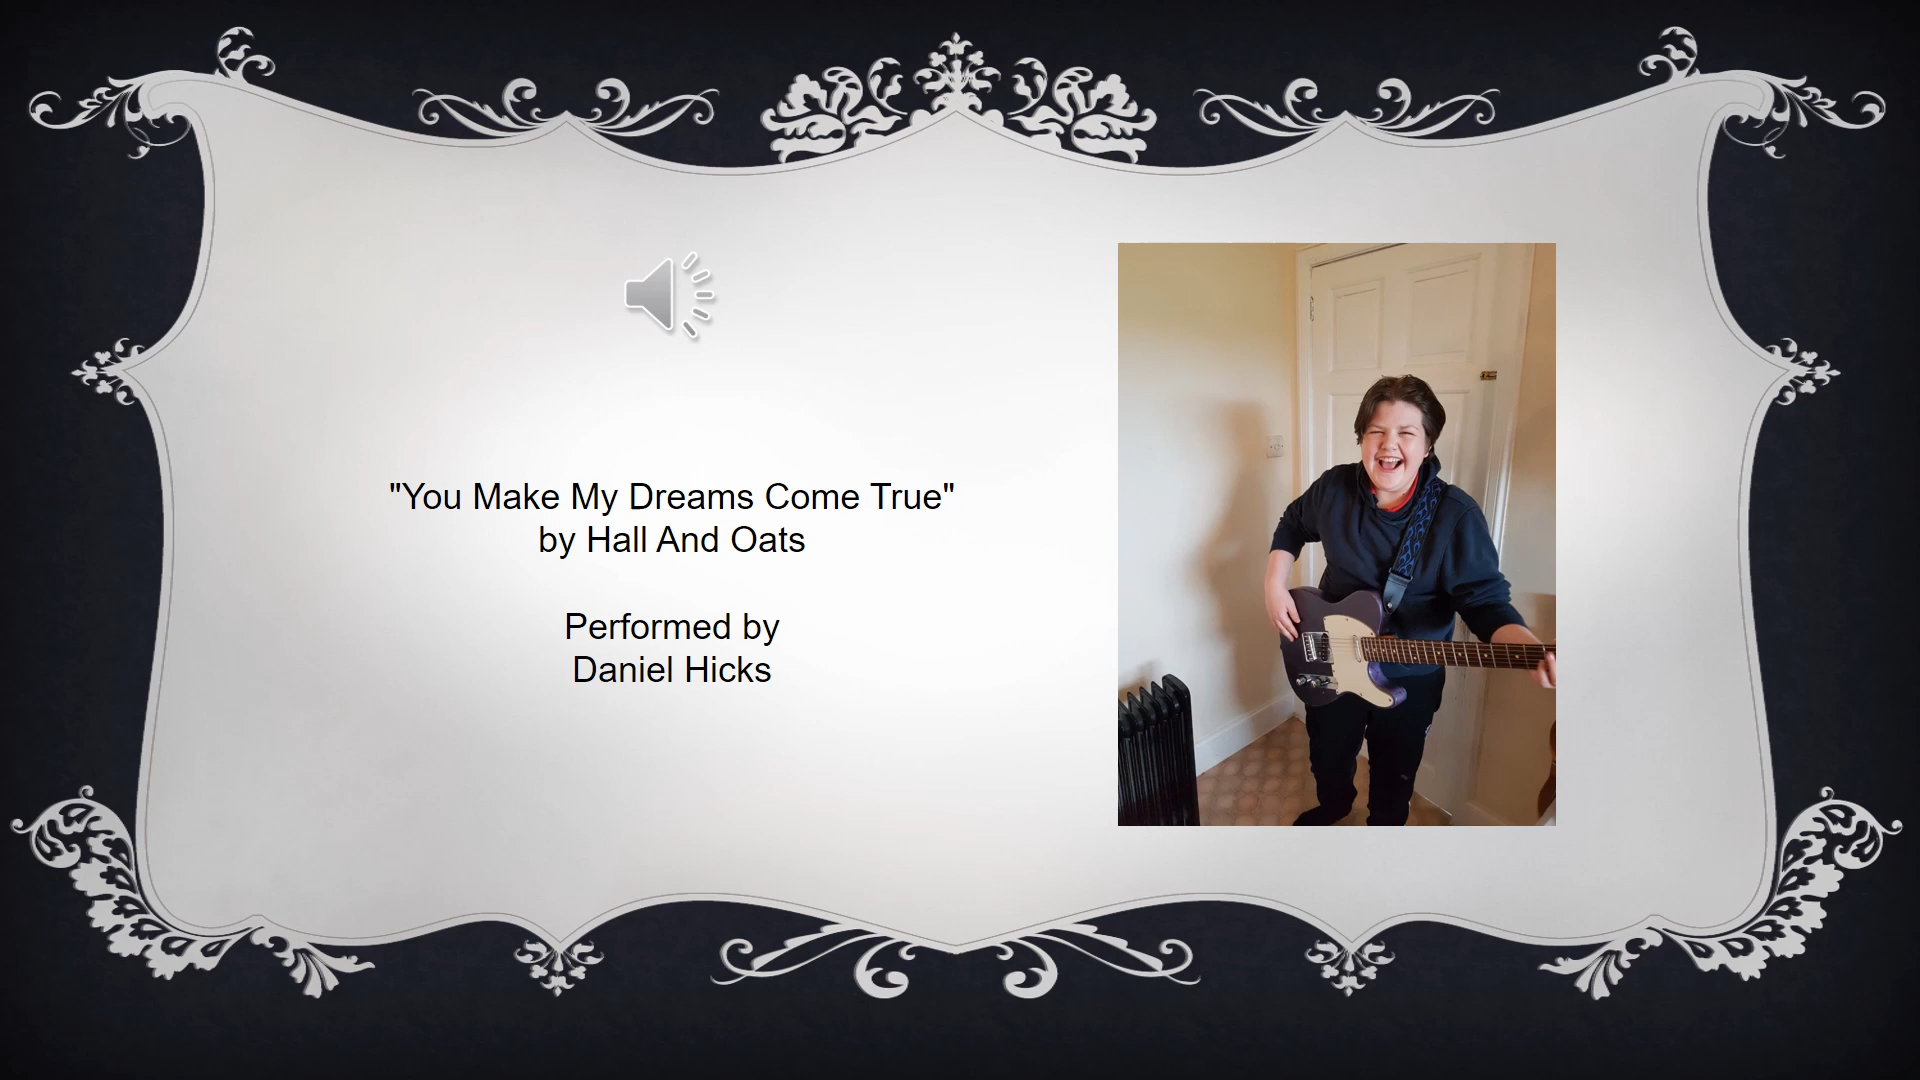 "You Make My Dreams Come True"
by Hall And Oats
Performed by
Daniel Hicks